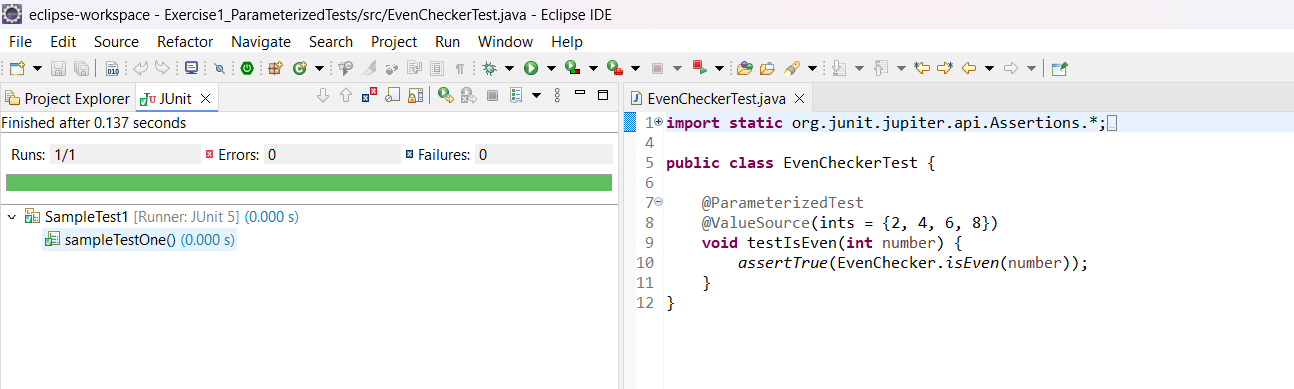 eclipse-workspace - Exercise1_ParameterizedTests/src/EvenCheckerTest.java - Eclipse IDE
File Edit Source Refactor Navigate Search Project Run Window Help
Project Explorer JUnit
Finished after 0.137 seconds
Runs: 1/1 Errors: 0 Failures: 0
SampleTest1 [Runner: JUnit 5] (0.000 s)
sampleTestOne() (0.000 s)
EvenCheckerTest.java
1 import static org.junit.jupiter.api.Assertions.*;
4
5 public class EvenCheckerTest {
6
7 @ParameterizedTest
8 @ValueSource(ints = {2, 4, 6, 8})
9 void testIsEven(int number) {
10 assertTrue(EvenChecker.isEven(number));
11 }
12 }